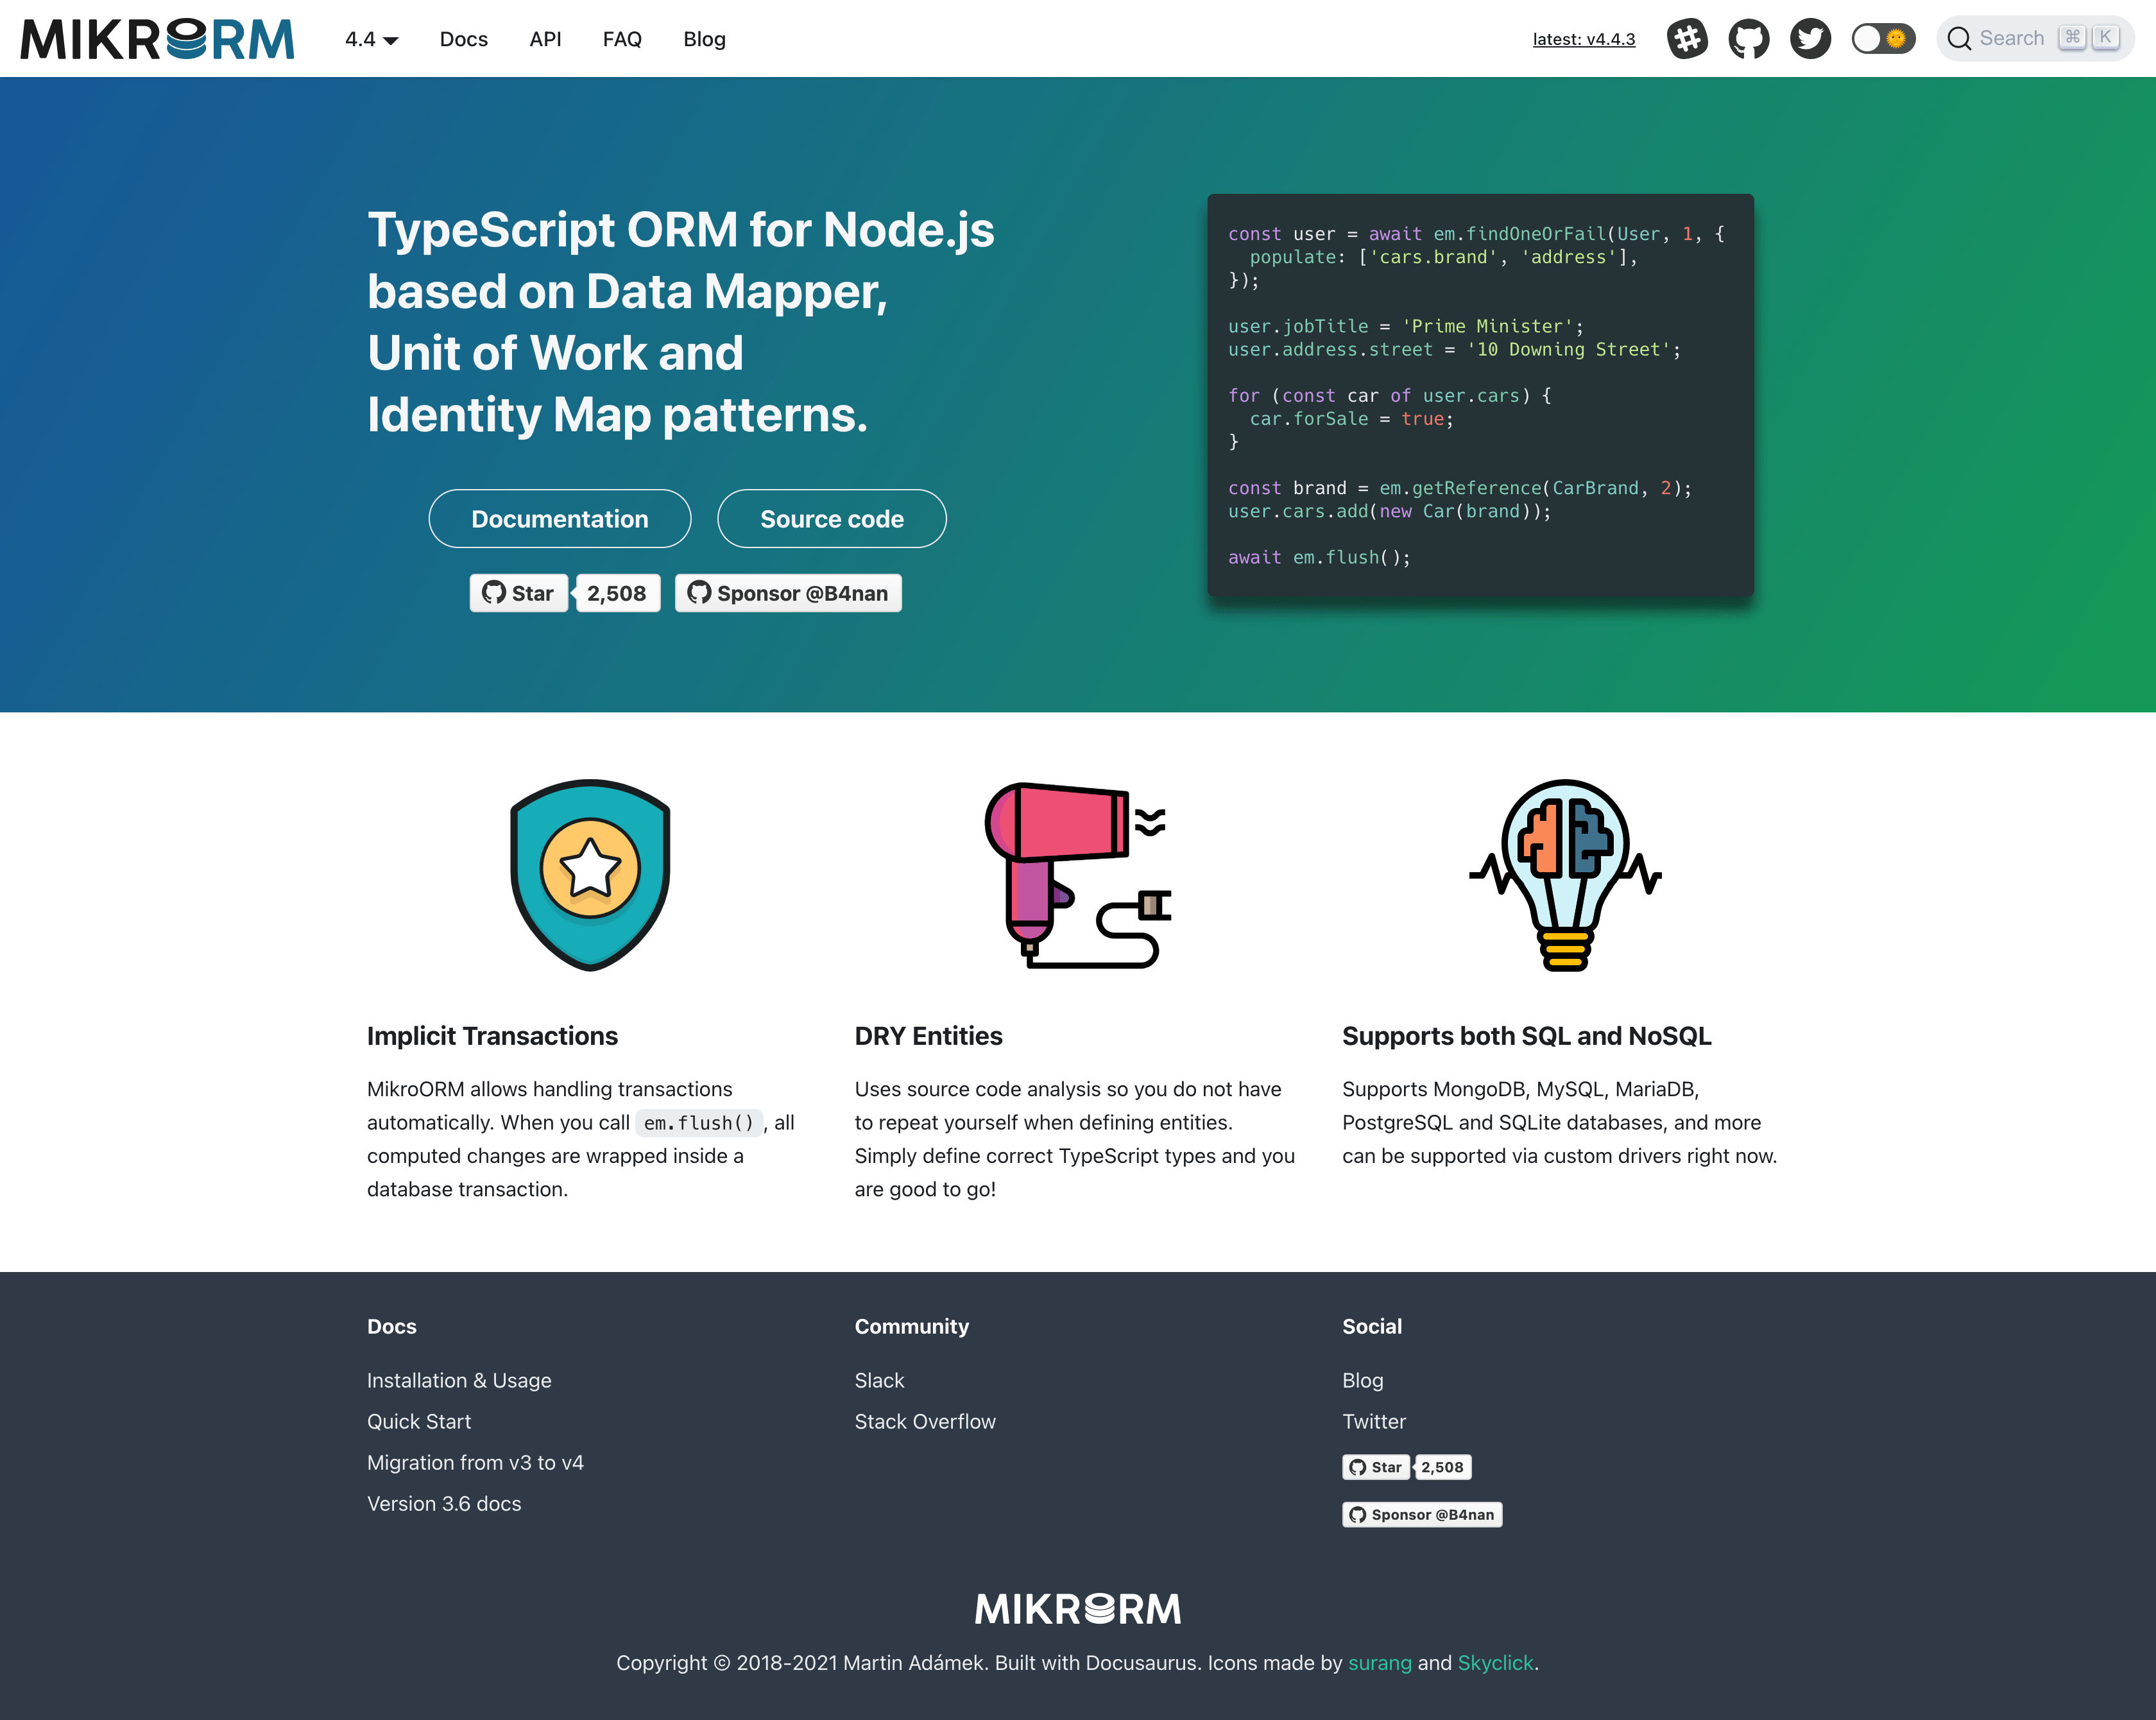 MIKRORM
4.4
Docs
API
FAQ
Blog
latest: v4.4.3
Search ⌘ K
TypeScript ORM for Node.js
based on Data Mapper,
Unit of Work and
Identity Map patterns.
Documentation
Source code
Star
2,508
Sponsor @B4nan
const user = await em.findOneOrFail(User, 1, {
  populate: ['cars.brand', 'address'],
});
user.jobTitle = 'Prime Minister';
user.address.street = '10 Downing Street';
for (const car of user.cars) {
  car.forSale = true;
}
const brand = em.getReference(CarBrand, 2);
user.cars.add(new Car(brand));
await em.flush();
Implicit Transactions
MikroORM allows handling transactions
automatically. When you call em.flush() , all
computed changes are wrapped inside a
database transaction.
DRY Entities
Uses source code analysis so you do not have
to repeat yourself when defining entities.
Simply define correct TypeScript types and you
are good to go!
Supports both SQL and NoSQL
Supports MongoDB, MySQL, MariaDB,
PostgreSQL and SQLite databases, and more
can be supported via custom drivers right now.
Docs
Installation & Usage
Quick Start
Migration from v3 to v4
Version 3.6 docs
Community
Slack
Stack Overflow
Social
Blog
Twitter
Star
2,508
Sponsor @B4nan
MIKRORM
Copyright © 2018-2021 Martin Adámek. Built with Docusaurus. Icons made by surang and Skyclick.